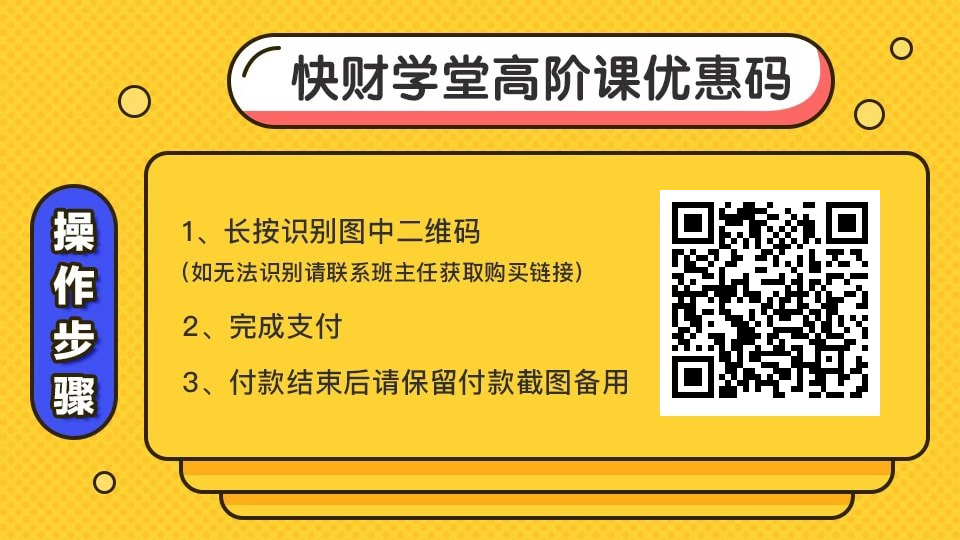 快财学堂高阶课优惠码
操作步骤
1、长按识别图中二维码
（如无法识别请联系班主任获取购买链接）
2、完成支付
3、付款结束后请保留付款截图备用